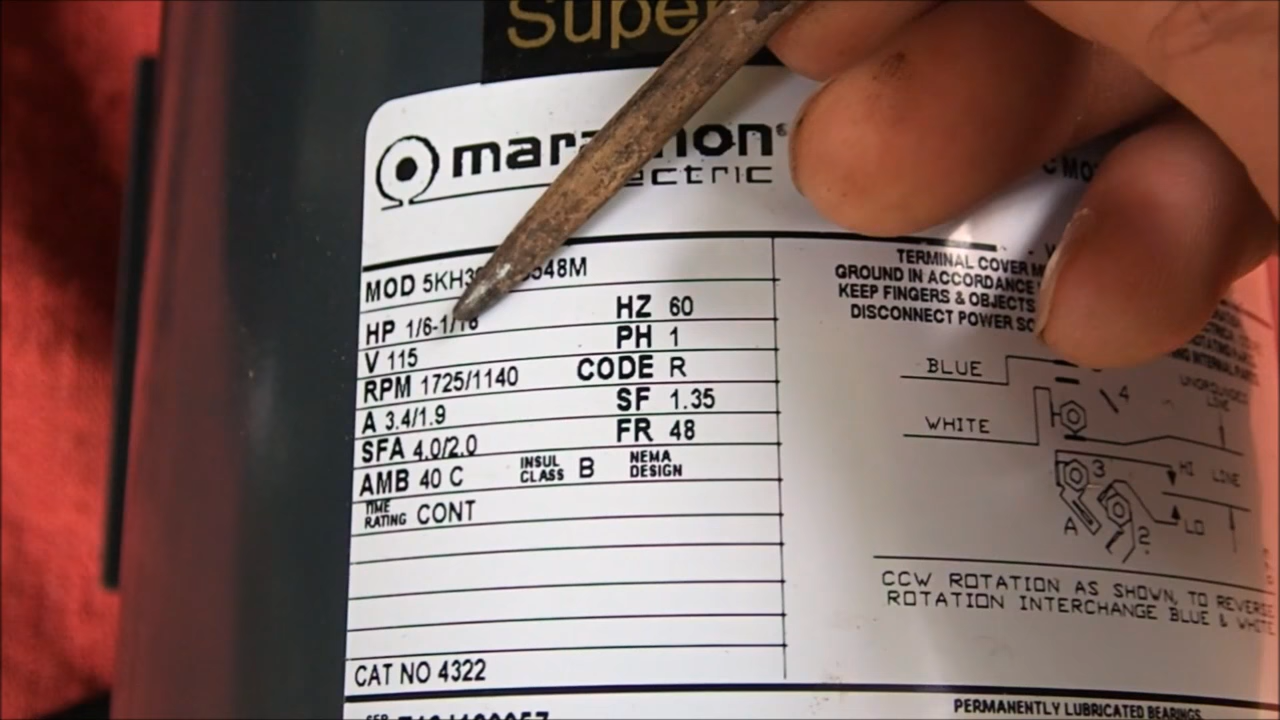 Super
marathon®
electric
MOD 5KH3 548M
HP 1/6-1/18 HZ 60
V 115 PH 1
RPM 1725/1140 CODE R
A 3.4/1.9 SF 1.35
SFA 4.0/2.0 FR 48
AMB 40 C INSUL CLASS B NEMA DESIGN
TIME RATING CONT
CAT NO 4322
TERMINAL COVER
GROUND IN ACCORDANCE
KEEP FINGERS & OBJECTS
DISCONNECT POWER
BLUE
WHITE
4
3
HI LINE
LO
A
2
CCW ROTATION AS SHOWN, TO REVERSE
ROTATION INTERCHANGE BLUE & WHITE
PERMANENTLY LUBRICATED BEARINGS